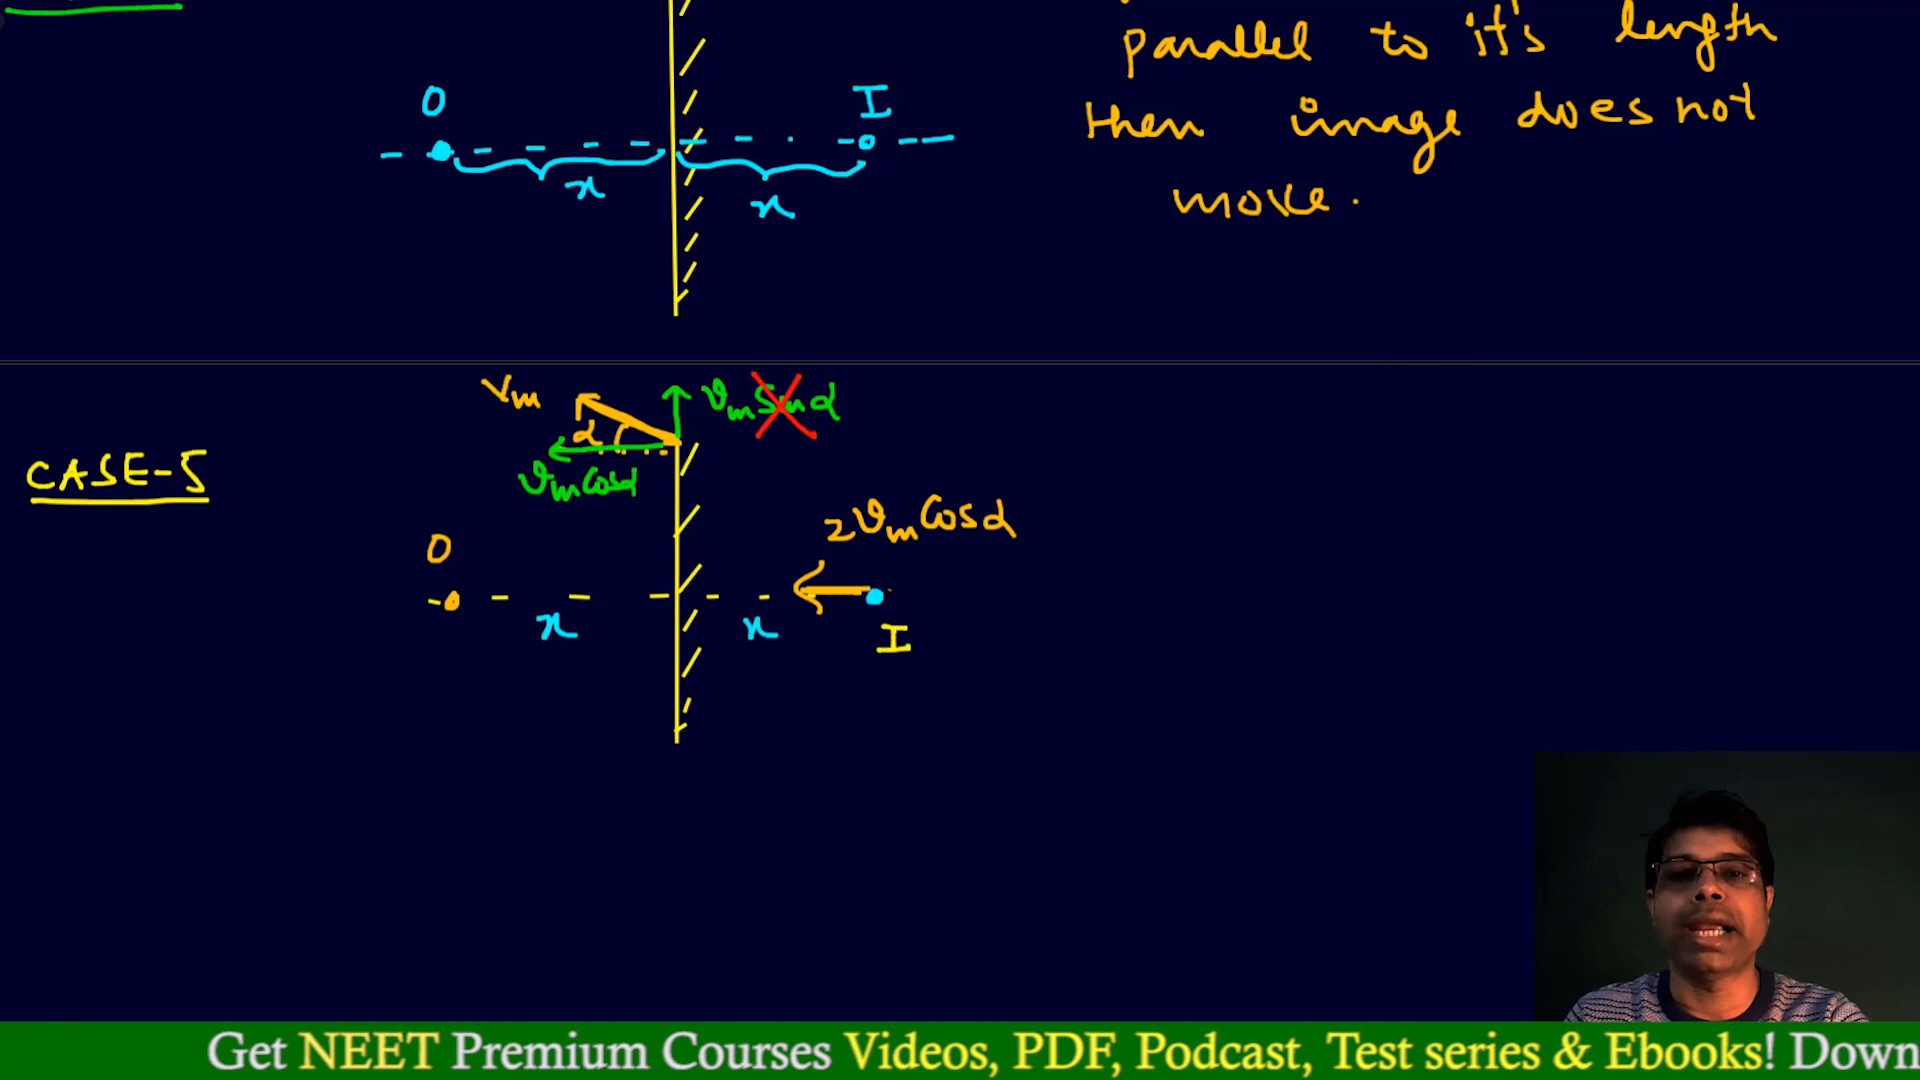 parallel to it's length
O
I
then image does not
x
x
move.
Vm
vm Sin α
α
CASE-5
vm Cosα
2vm Cosα
O
x
x
I
Get NEET Premium Courses Videos, PDF, Podcast, Test series & Ebooks! Down